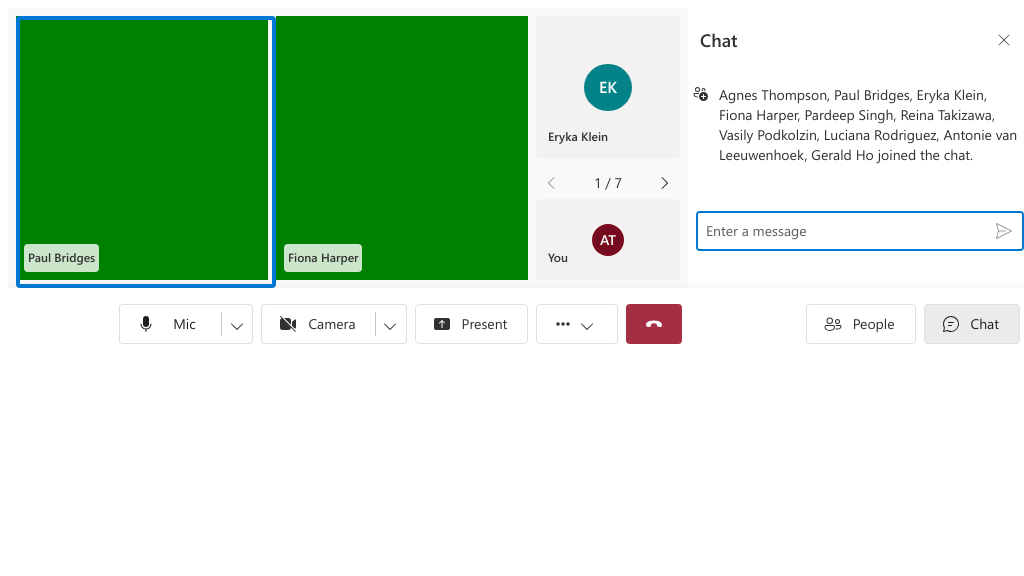 Paul Bridges
Fiona Harper
EK
Eryka Klein
1 / 7
AT
You
Chat
Agnes Thompson, Paul Bridges, Eryka Klein,
Fiona Harper, Pardeep Singh, Reina Takizawa,
Vasily Podkolzin, Luciana Rodriguez, Antonie van
Leeuwenhoek, Gerald Ho joined the chat.
Enter a message
Mic
Camera
Present
People
Chat